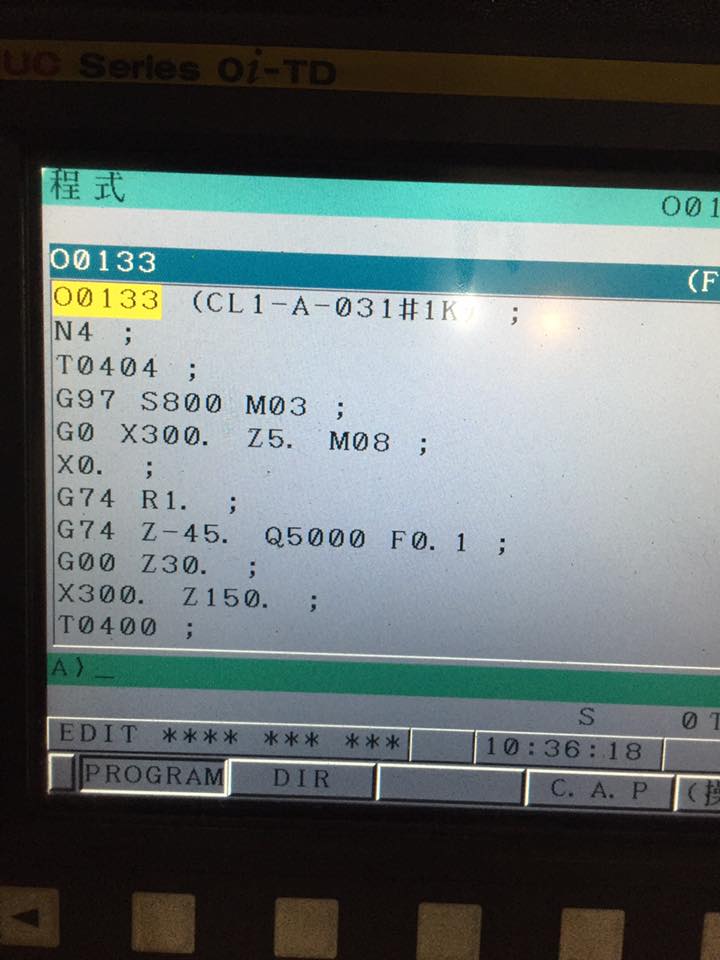 UC Series 0i-TD
程式 O01
O0133 (F
O0133 (CL1-A-031#1K) ;
N4 ;
T0404 ;
G97 S800 M03 ;
G0 X300. Z5. M08 ;
X0. ;
G74 R1. ;
G74 Z-45. Q5000 F0.1 ;
G00 Z30. ;
X300. Z150. ;
T0400 ;
A)_
S 0T
EDIT **** *** *** 10:36:18
PROGRAM DIR C.A.P (操